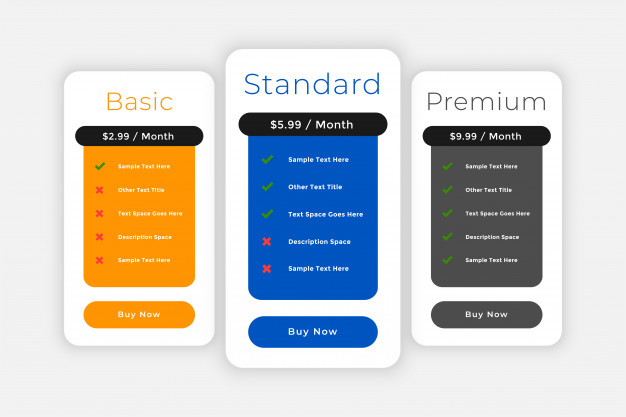 Basic
$2.99 / Month
Sample Text Here
Other Text Title
Text Space Goes Here
Description Space
Sample Text Here
Buy Now
Standard
$5.99 / Month
Sample Text Here
Other Text Title
Text Space Goes Here
Description Space
Sample Text Here
Buy Now
Premium
$9.99 / Month
Sample Text Here
Other Text Title
Text Space Goes Here
Description Space
Sample Text Here
Buy Now